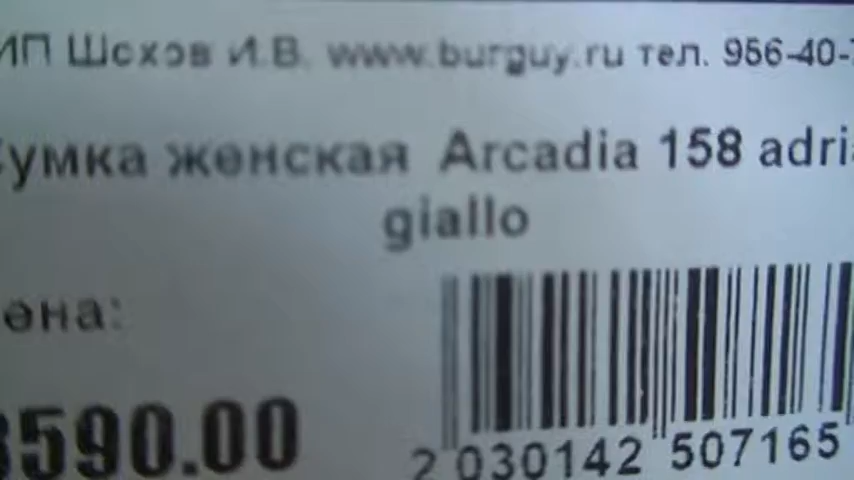 ИП Шохов И.В. www.burguy.ru тел. 956-40-
умка женская Arcadia 158 adri
giallo
ена:
590.00
2 030142 507165